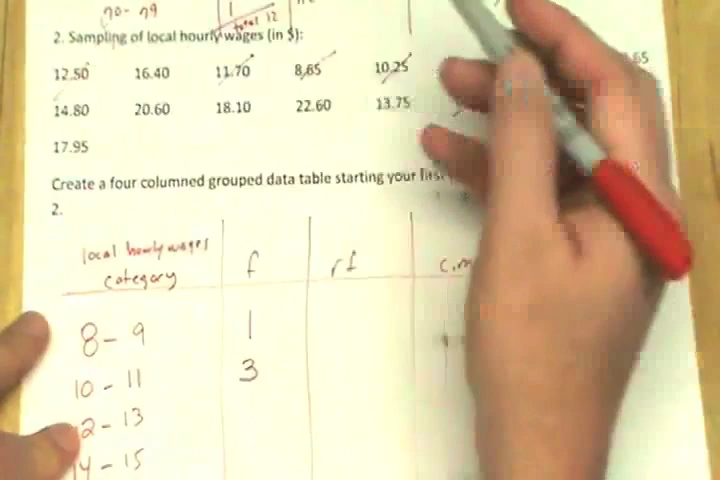 70 - 79 1 total 12
2. Sampling of local hourly wages (in $):
12.50 16.40 11.70 8.65 10.25
14.80 20.60 18.10 22.60 13.75
17.95
Create a four columned grouped data table starting your
2.
local hourly wages
category f rf c.m
8 - 9 1
10 - 11 3
12 - 13
14 - 15